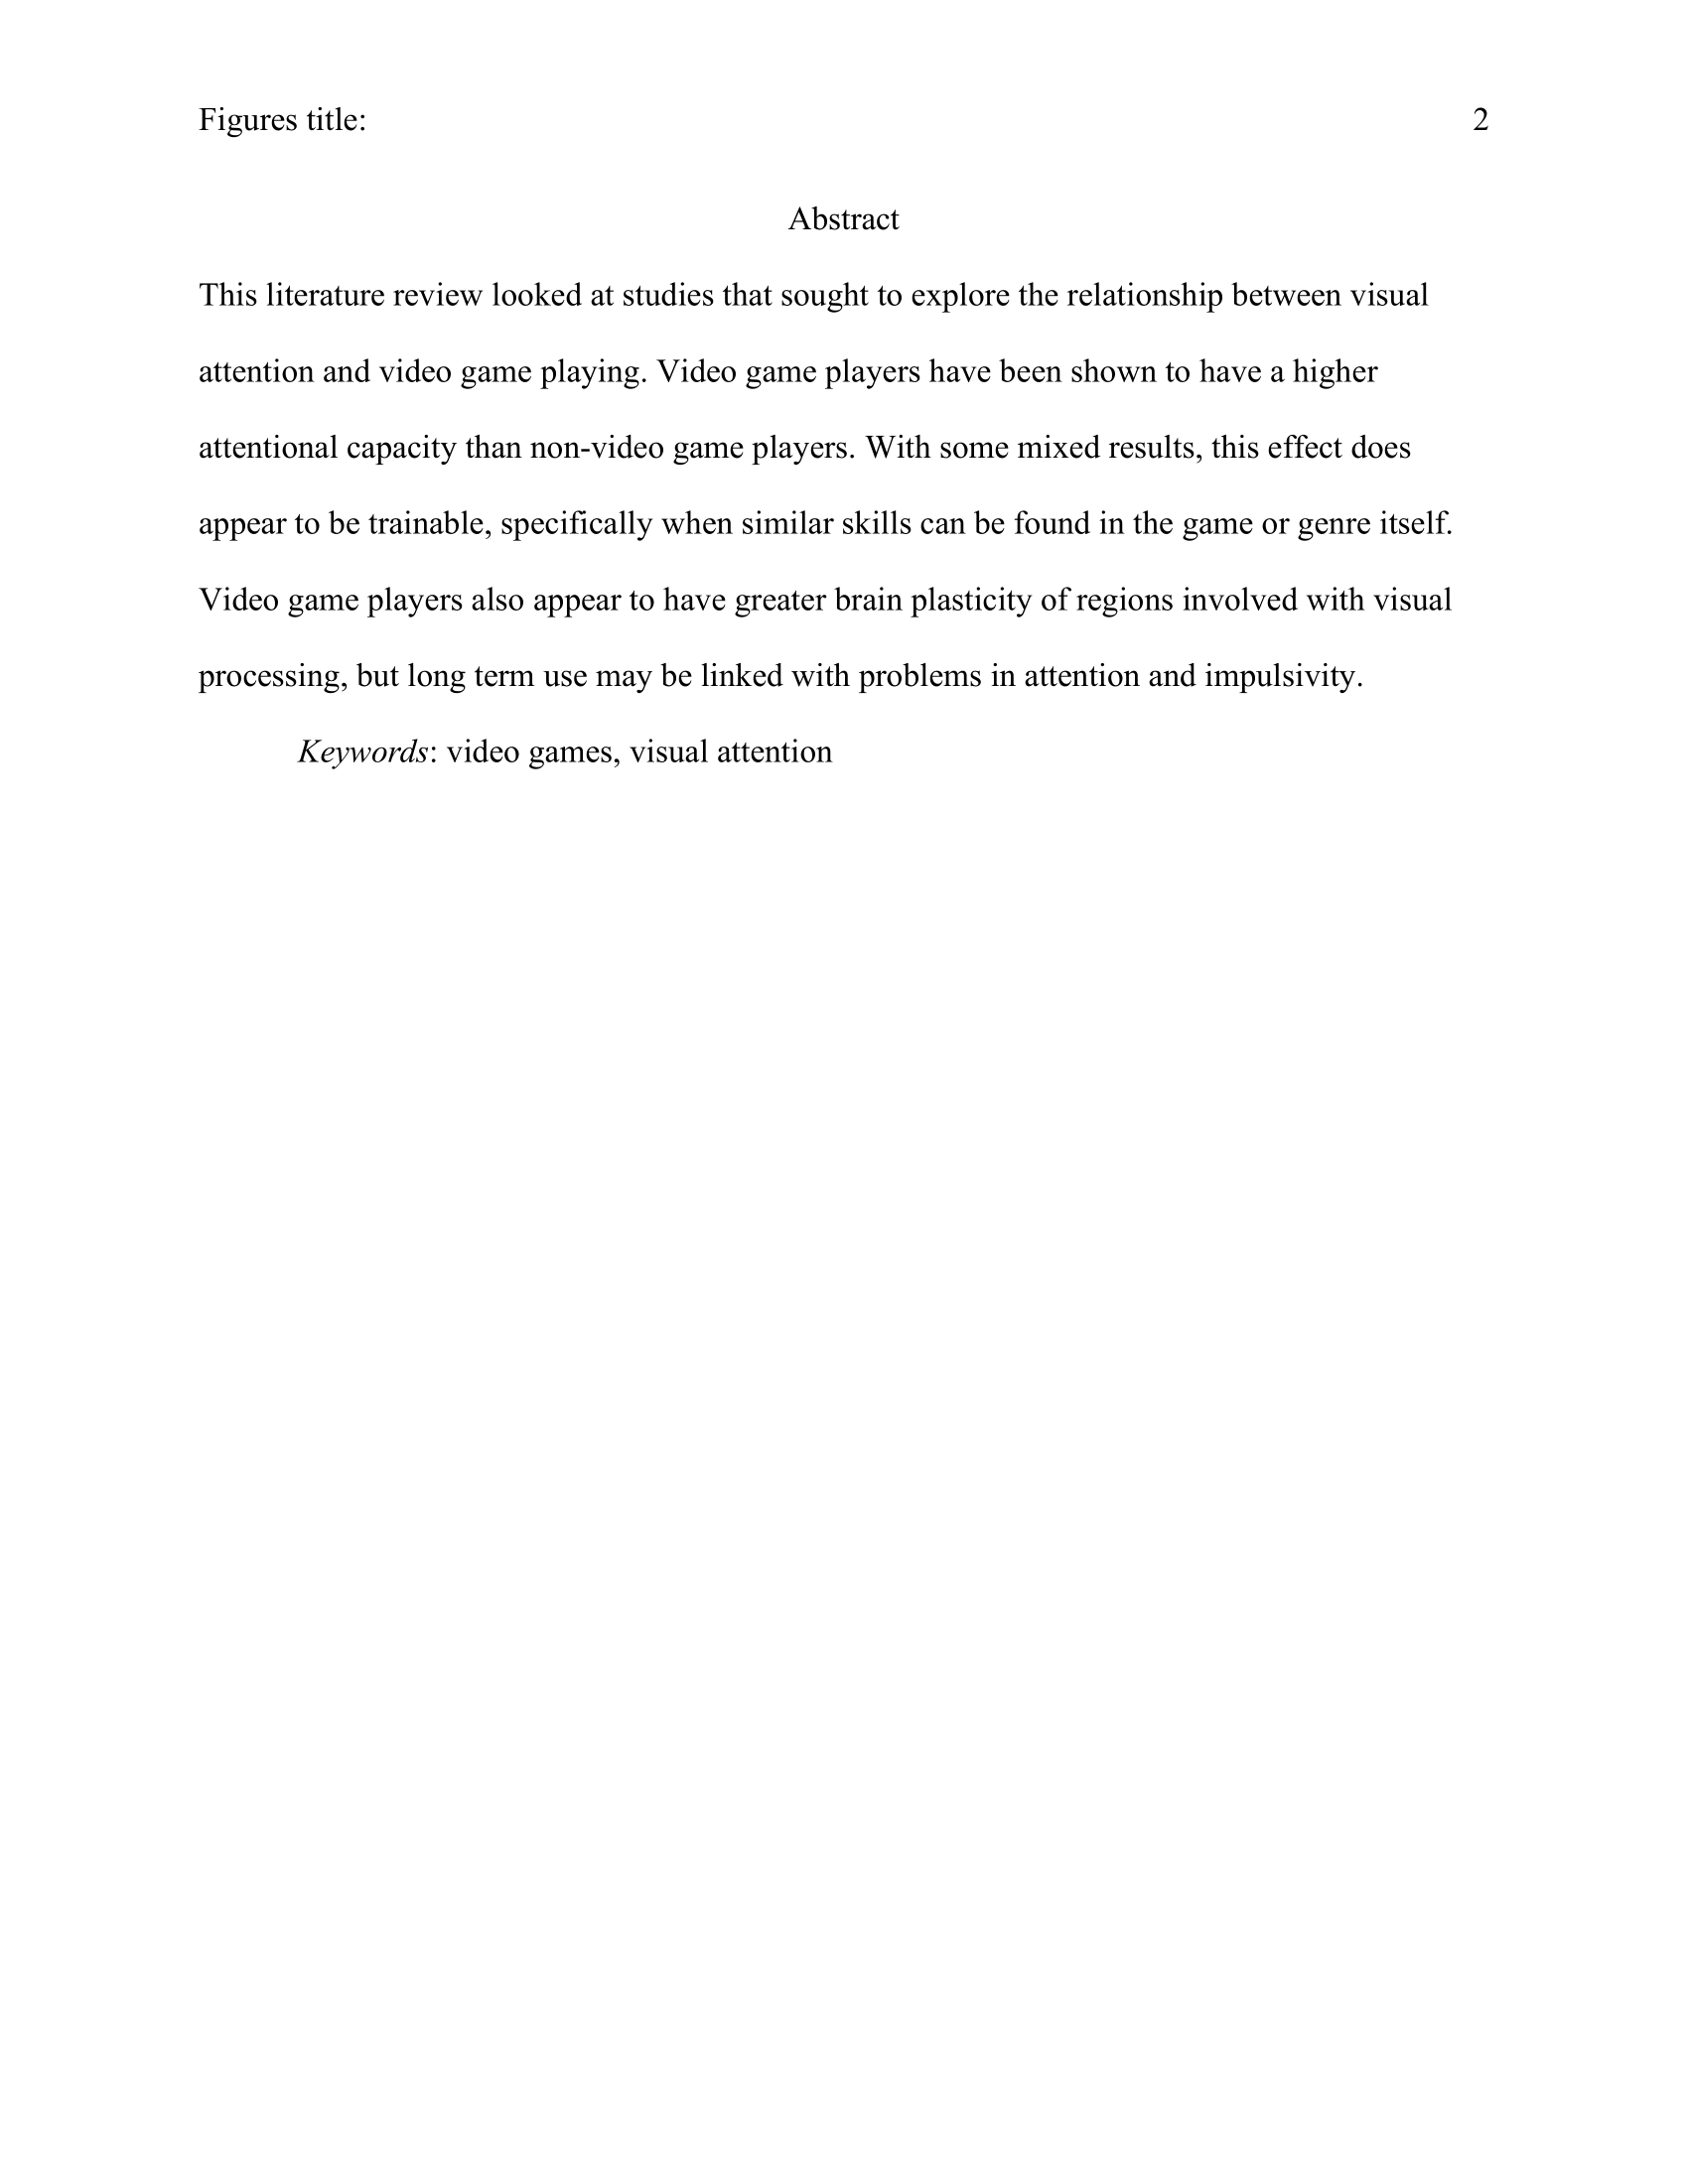 Figures title: 2
Abstract
This literature review looked at studies that sought to explore the relationship between visual
attention and video game playing. Video game players have been shown to have a higher
attentional capacity than non-video game players. With some mixed results, this effect does
appear to be trainable, specifically when similar skills can be found in the game or genre itself.
Video game players also appear to have greater brain plasticity of regions involved with visual
processing, but long term use may be linked with problems in attention and impulsivity.
Keywords: video games, visual attention